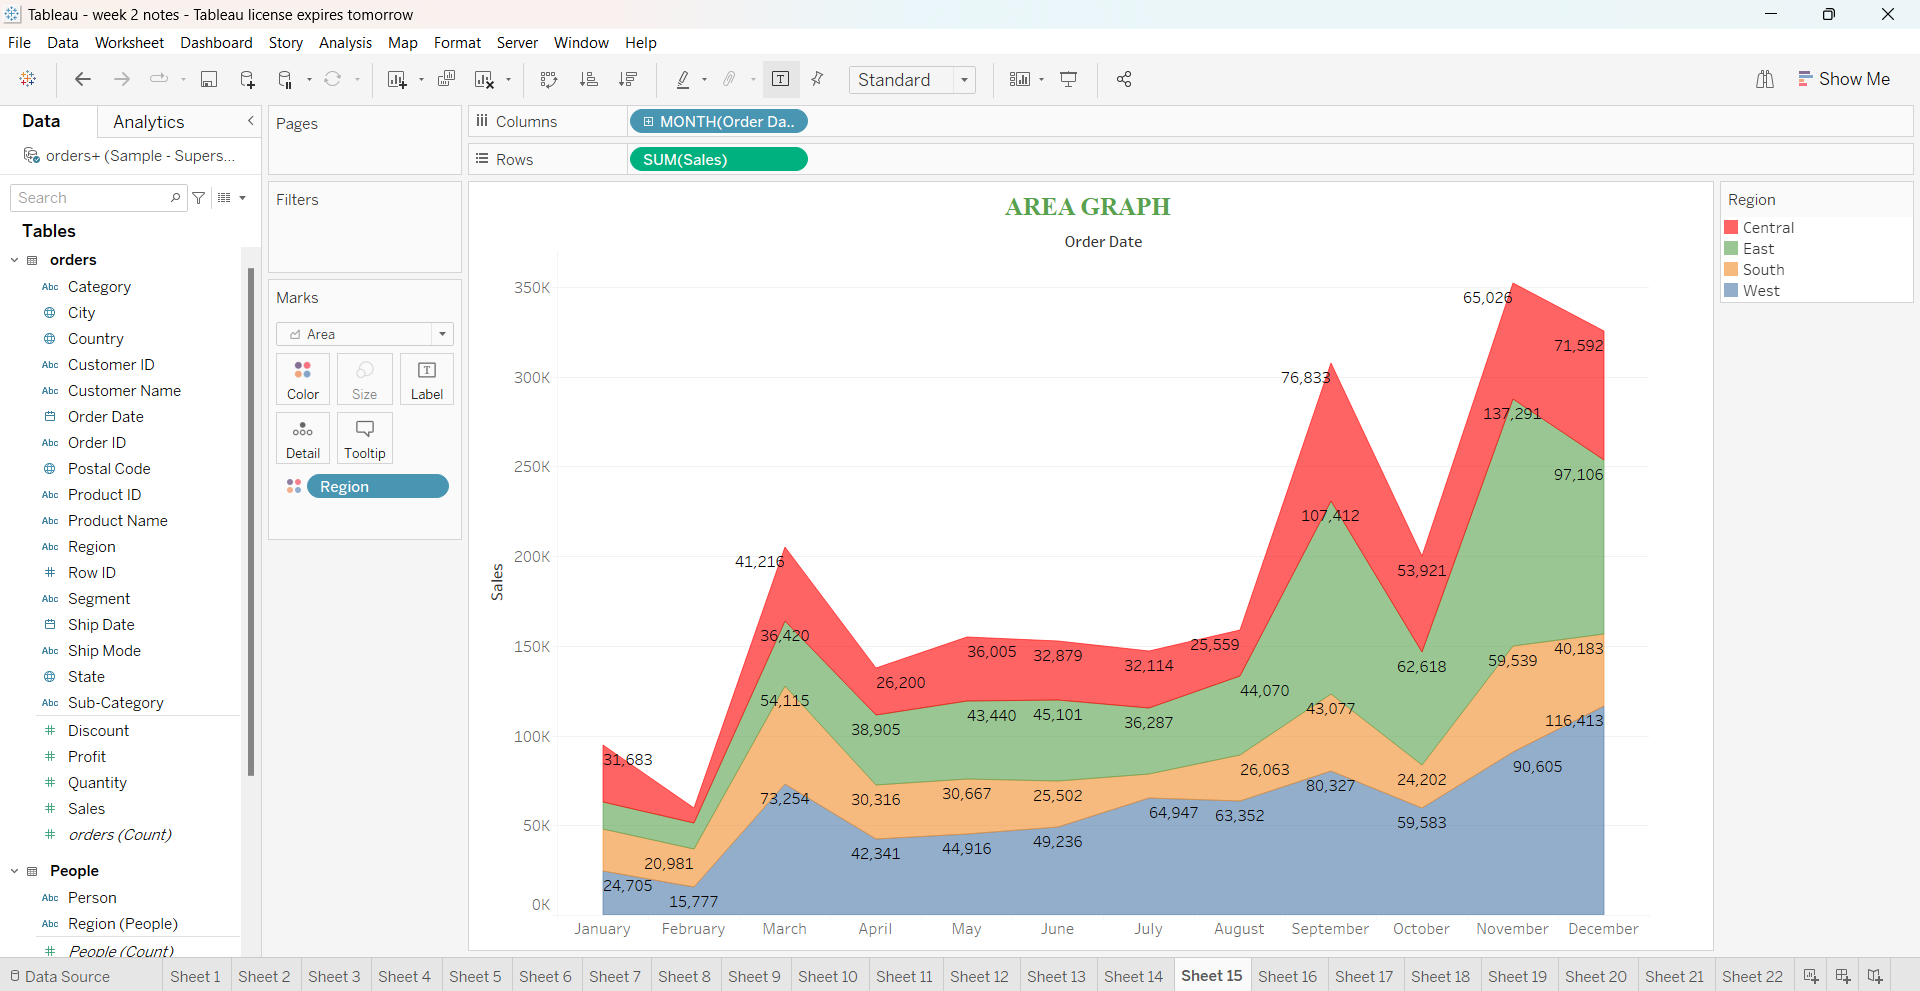 Tableau - week 2 notes - Tableau license expires tomorrow
File Data Worksheet Dashboard Story Analysis Map Format Server Window Help
Standard
Show Me
Data Analytics
orders+ (Sample - Supers...
Search
Tables
orders
Abc Category
City
Country
Abc Customer ID
Abc Customer Name
Order Date
Abc Order ID
Postal Code
Abc Product ID
Abc Product Name
Abc Region
# Row ID
Abc Segment
Ship Date
Abc Ship Mode
State
Abc Sub-Category
# Discount
# Profit
# Quantity
# Sales
# orders (Count)
People
Abc Person
Abc Region (People)
# People (Count)
Pages
Filters
Marks
Area
Color Size Label
Detail Tooltip
Region
Columns MONTH(Order Da..
Rows SUM(Sales)
AREA GRAPH
Order Date
Sales
350K
300K
250K
200K
150K
100K
50K
0K
65,026
71,592
76,833
137,291
97,106
107,412
41,216
53,921
36,420
25,559
36,005 32,879
32,114
40,183
59,539
62,618
26,200
44,070
54,115
43,077
43,440 45,101
36,287
116,413
38,905
31,683
90,605
26,063
24,202
80,327
30,667
25,502
73,254
30,316
64,947
63,352
59,583
49,236
44,916
42,341
20,981
24,705
15,777
January February March April May June July August September October November December
Region
Central
East
South
West
Data Source Sheet 1 Sheet 2 Sheet 3 Sheet 4 Sheet 5 Sheet 6 Sheet 7 Sheet 8 Sheet 9 Sheet 10 Sheet 11 Sheet 12 Sheet 13 Sheet 14 Sheet 15 Sheet 16 Sheet 17 Sheet 18 Sheet 19 Sheet 20 Sheet 21 Sheet 22